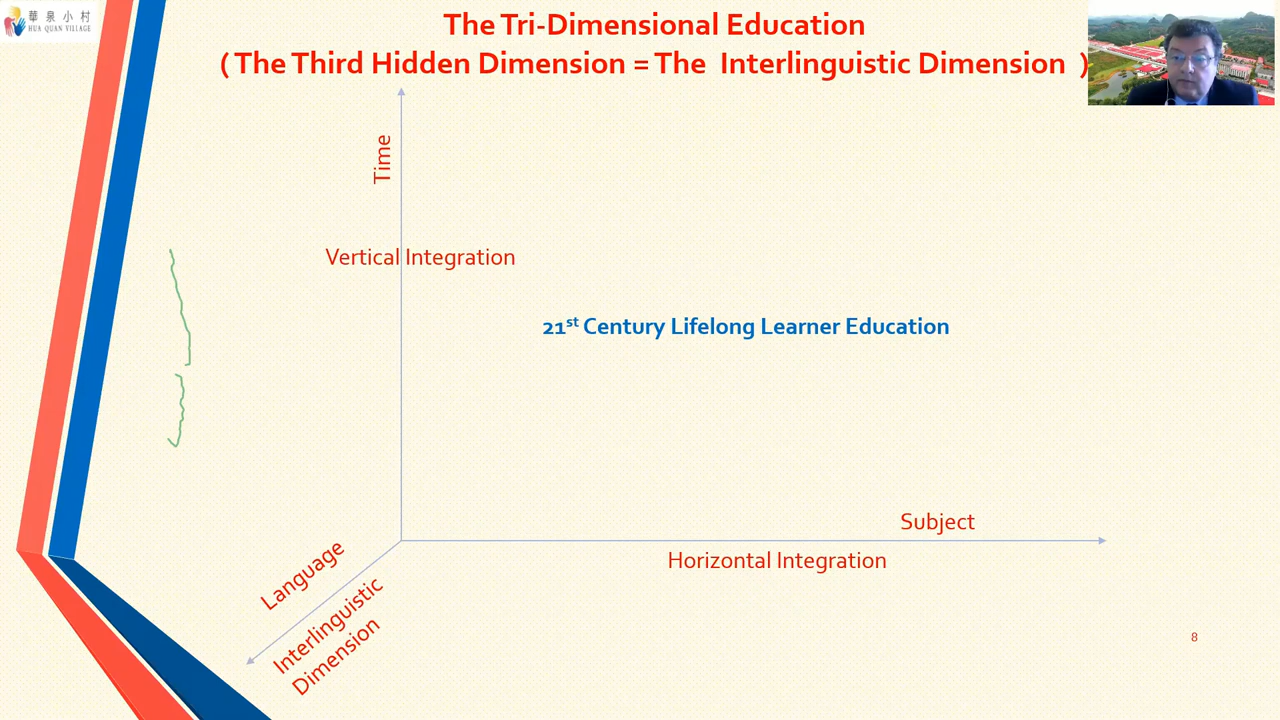 華泉小村
HUA QUAN VILLAGE
The Tri-Dimensional Education
( The Third Hidden Dimension = The Interlinguistic Dimension )
Time
Vertical Integration
21st Century Lifelong Learner Education
Subject
Horizontal Integration
Language
Interlinguistic
Dimension
8